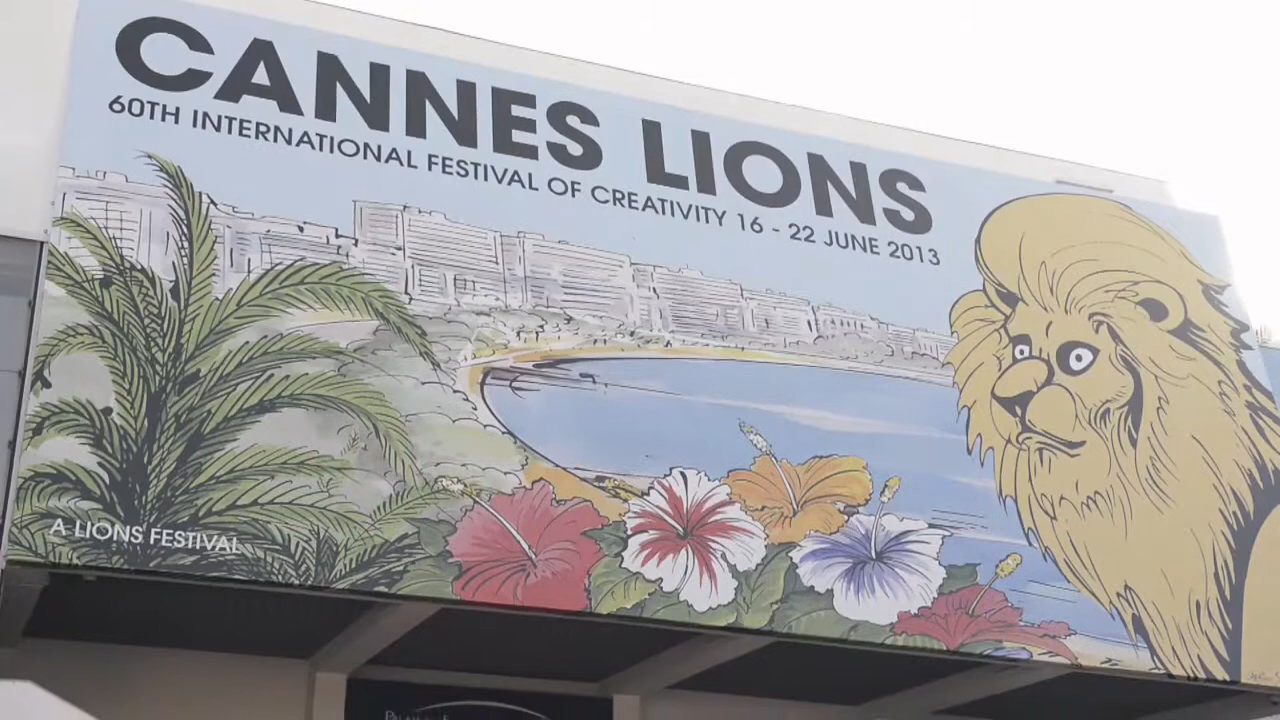 CANNES LIONS
60TH INTERNATIONAL FESTIVAL OF CREATIVITY 16 - 22 JUNE 2013
A LIONS FESTIVAL